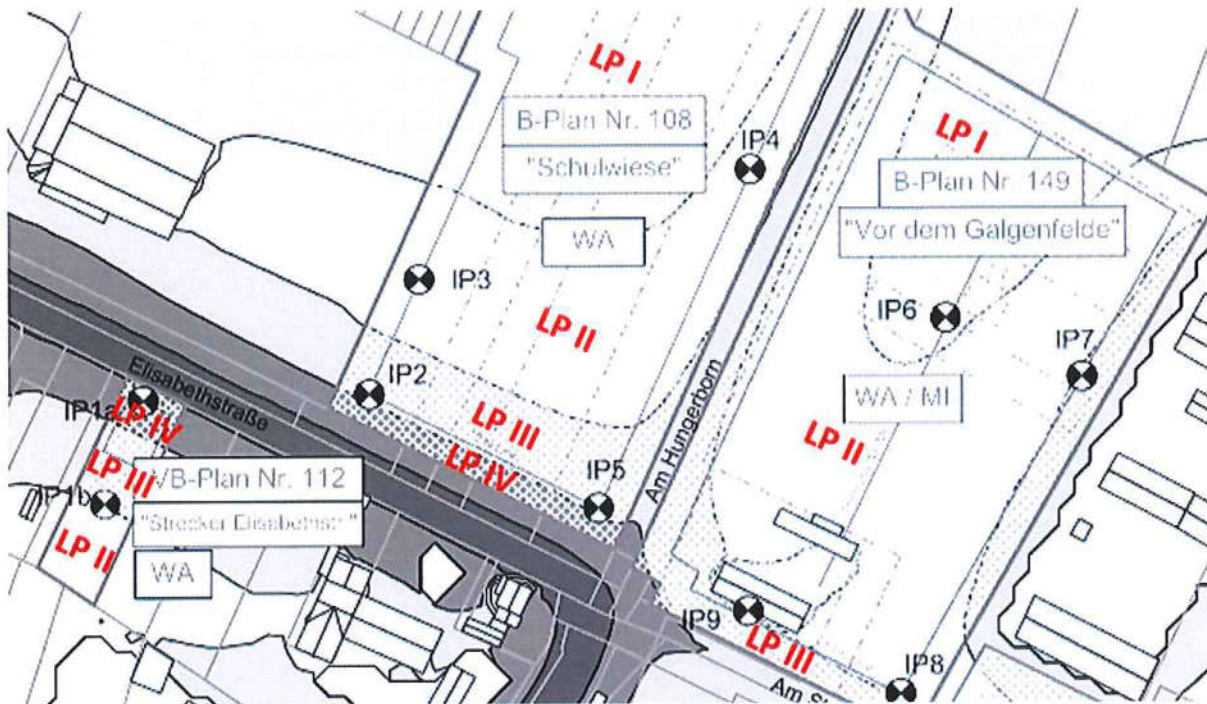 LP I
B-Plan Nr. 108
"Schulwiese"
WA
IP4
LP I
B-Plan Nr. 149
"Vor dem Galgenfelde"
IP3
LP II
IP6
IP7
WA / MI
IP2
Elisabethstraße
IP1a
LP IV
LP III
LP IV
IP5
Am Hungerborn
LP II
LP III
VB-Plan Nr. 112
IP1b
LP II
WA
IP9
LP III
IP8